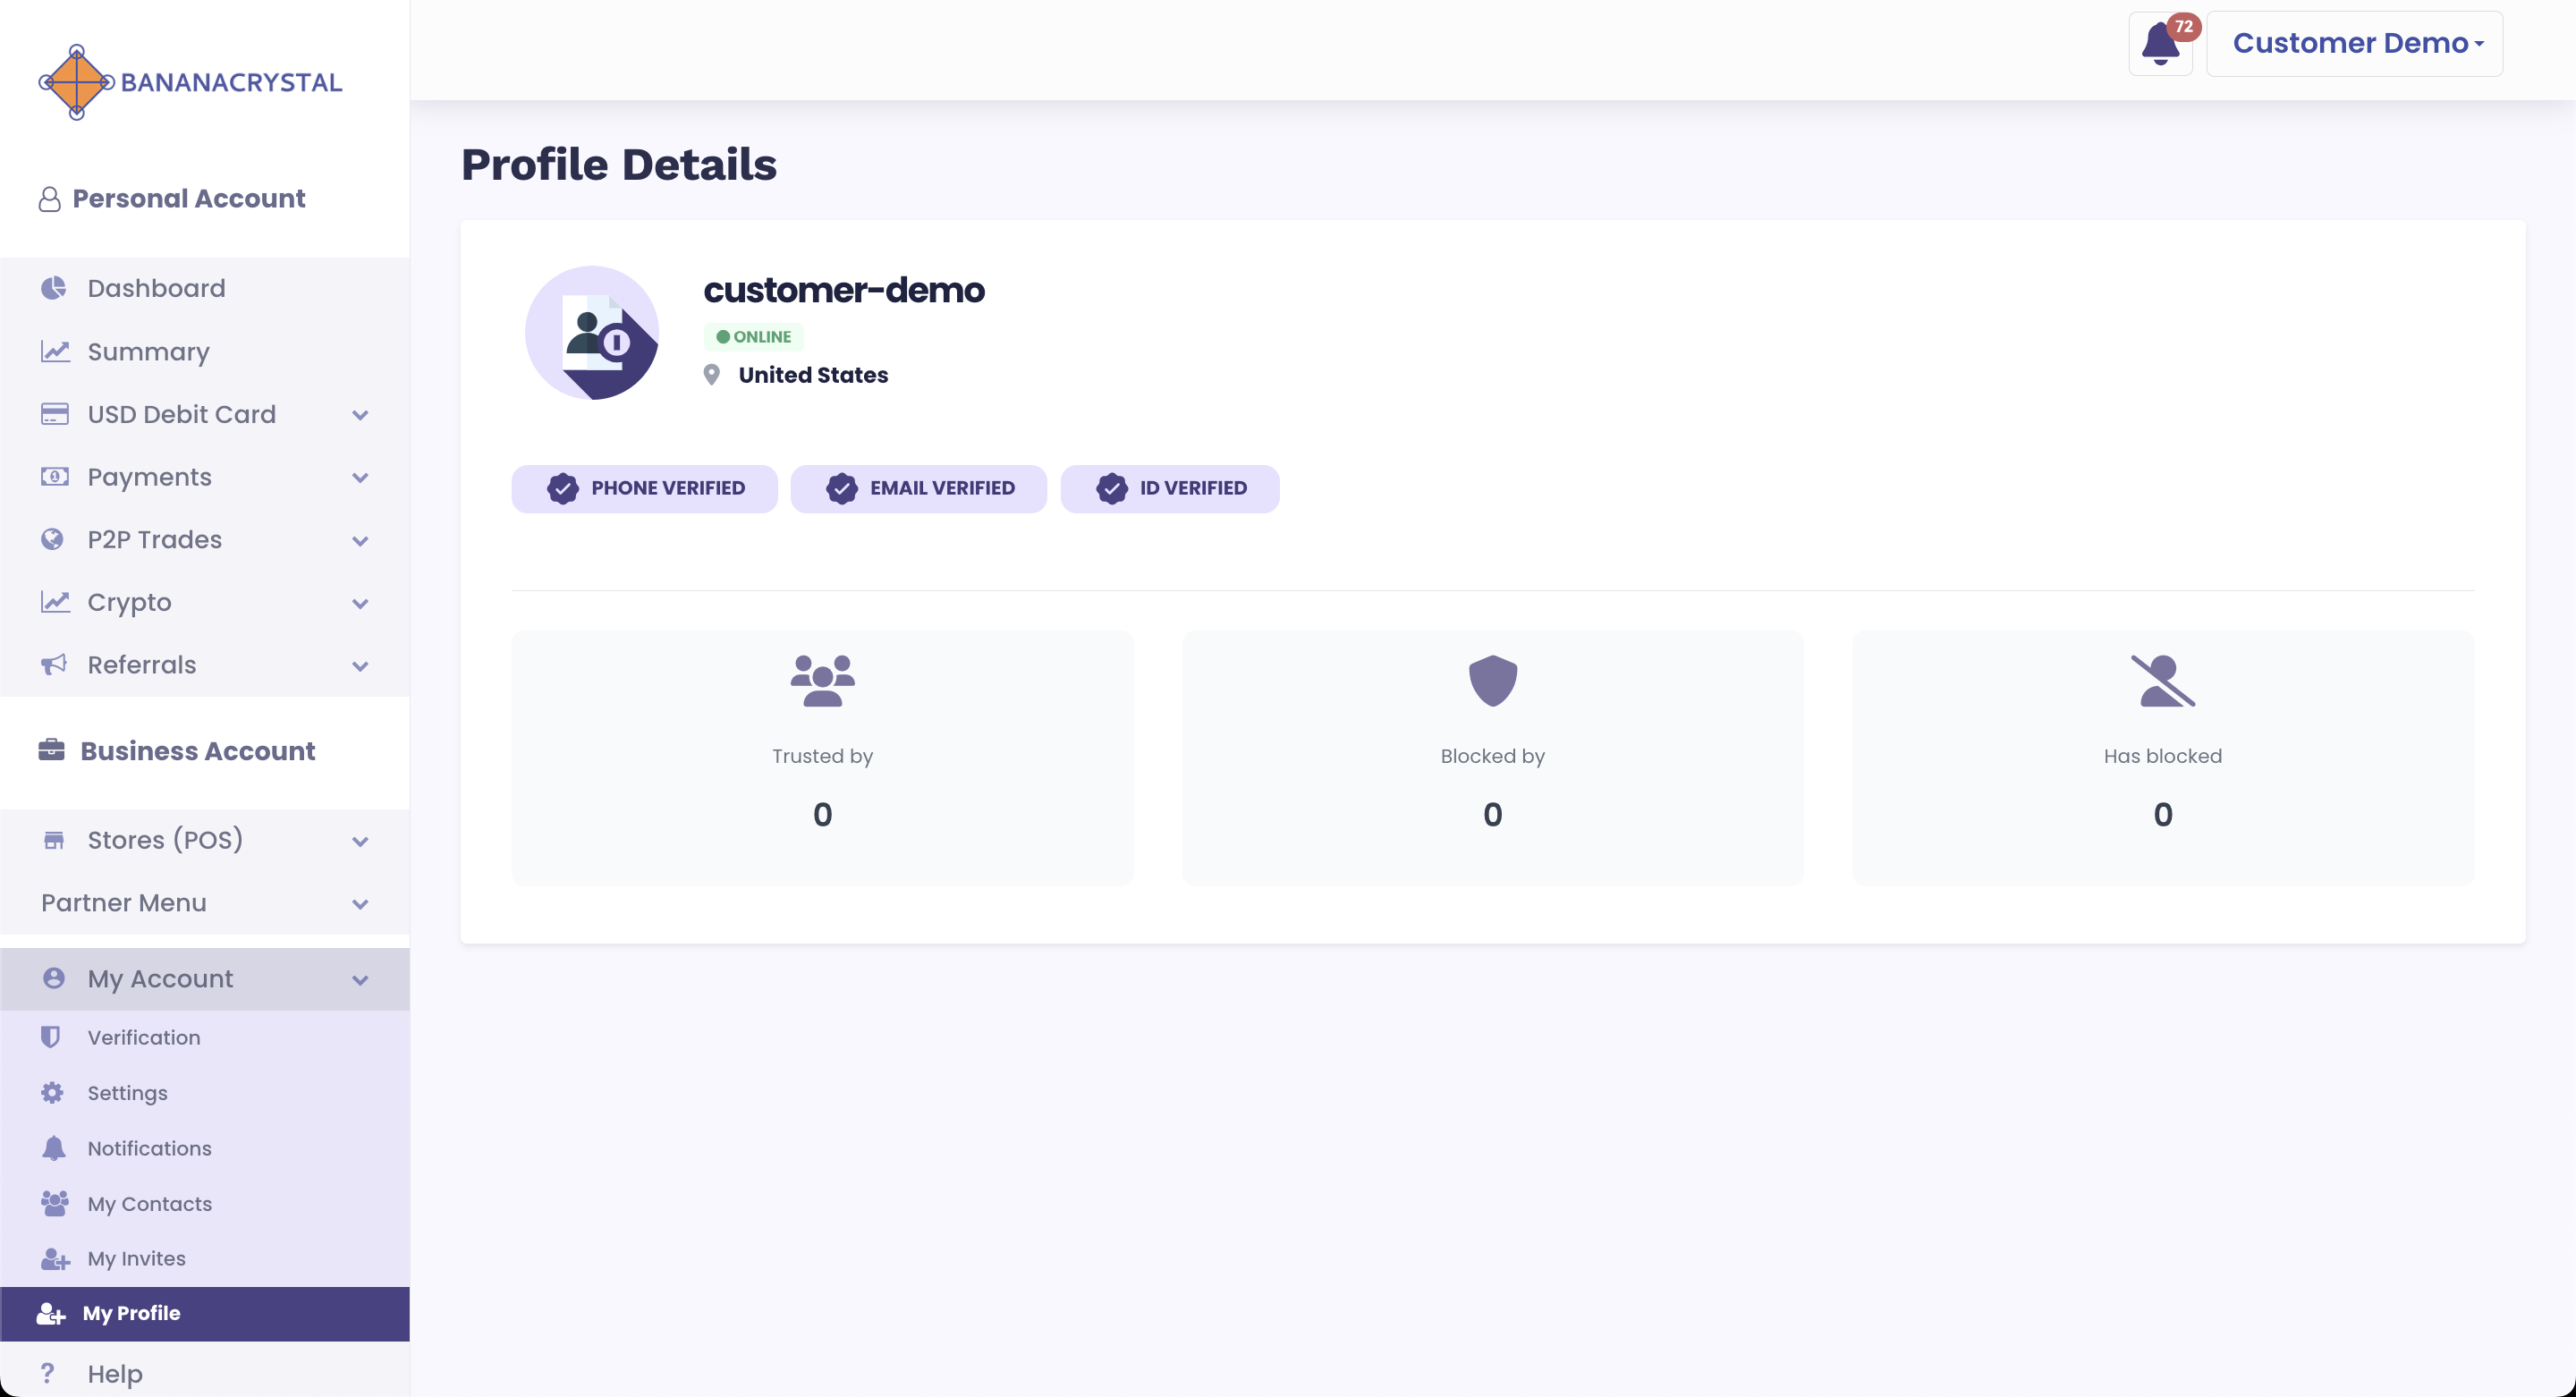 BANANACRYSTAL
72
Customer Demo
Personal Account
Dashboard
Summary
USD Debit Card
Payments
P2P Trades
Crypto
Referrals
Business Account
Stores (POS)
Partner Menu
My Account
Verification
Settings
Notifications
My Contacts
My Invites
My Profile
? Help
Profile Details
customer-demo
ONLINE
United States
PHONE VERIFIED
EMAIL VERIFIED
ID VERIFIED
Trusted by
0
Blocked by
0
Has blocked
0